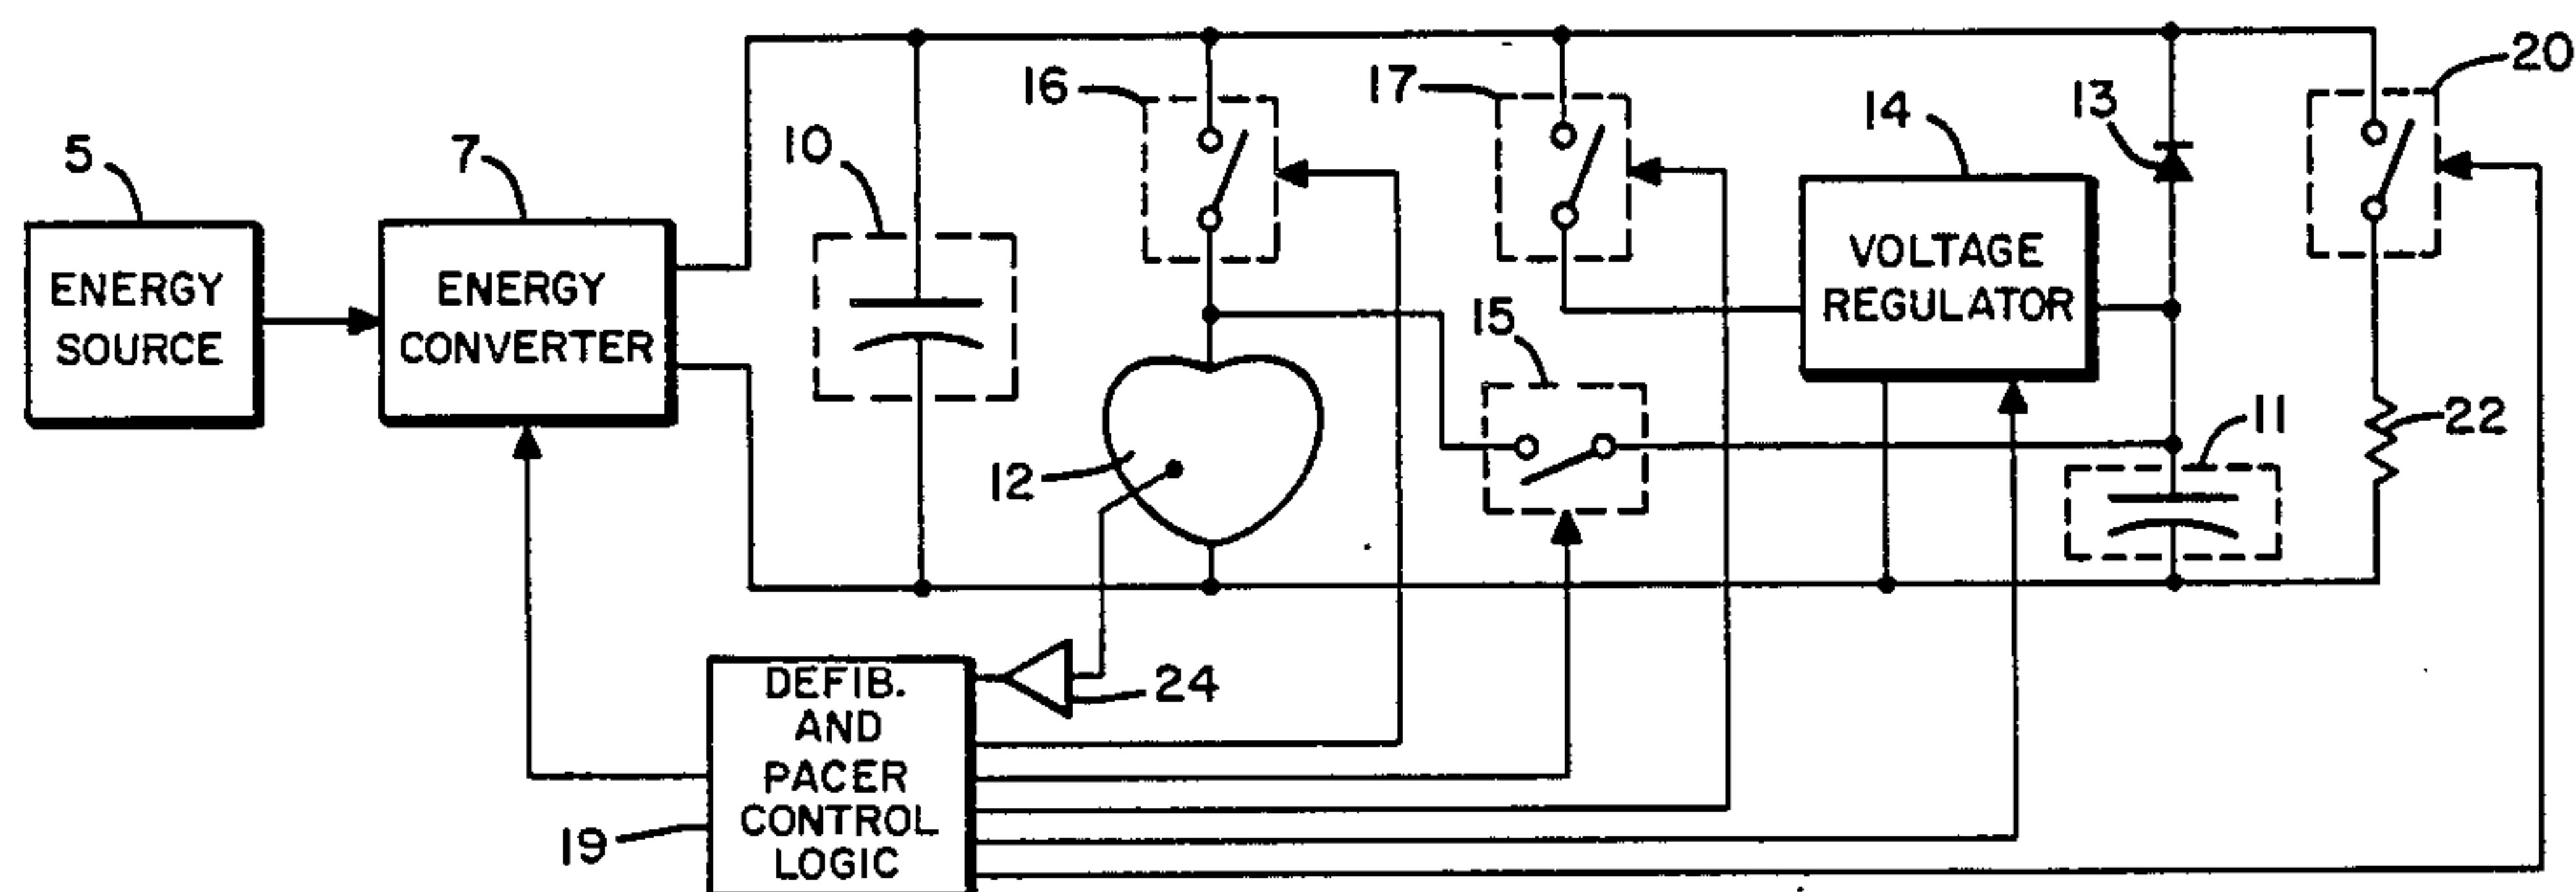 5
ENERGY
SOURCE
7
ENERGY
CONVERTER
10
16
17
14
VOLTAGE
REGULATOR
13
20
15
12
11
22
24
DEFIB.
AND
PACER
CONTROL
LOGIC
19